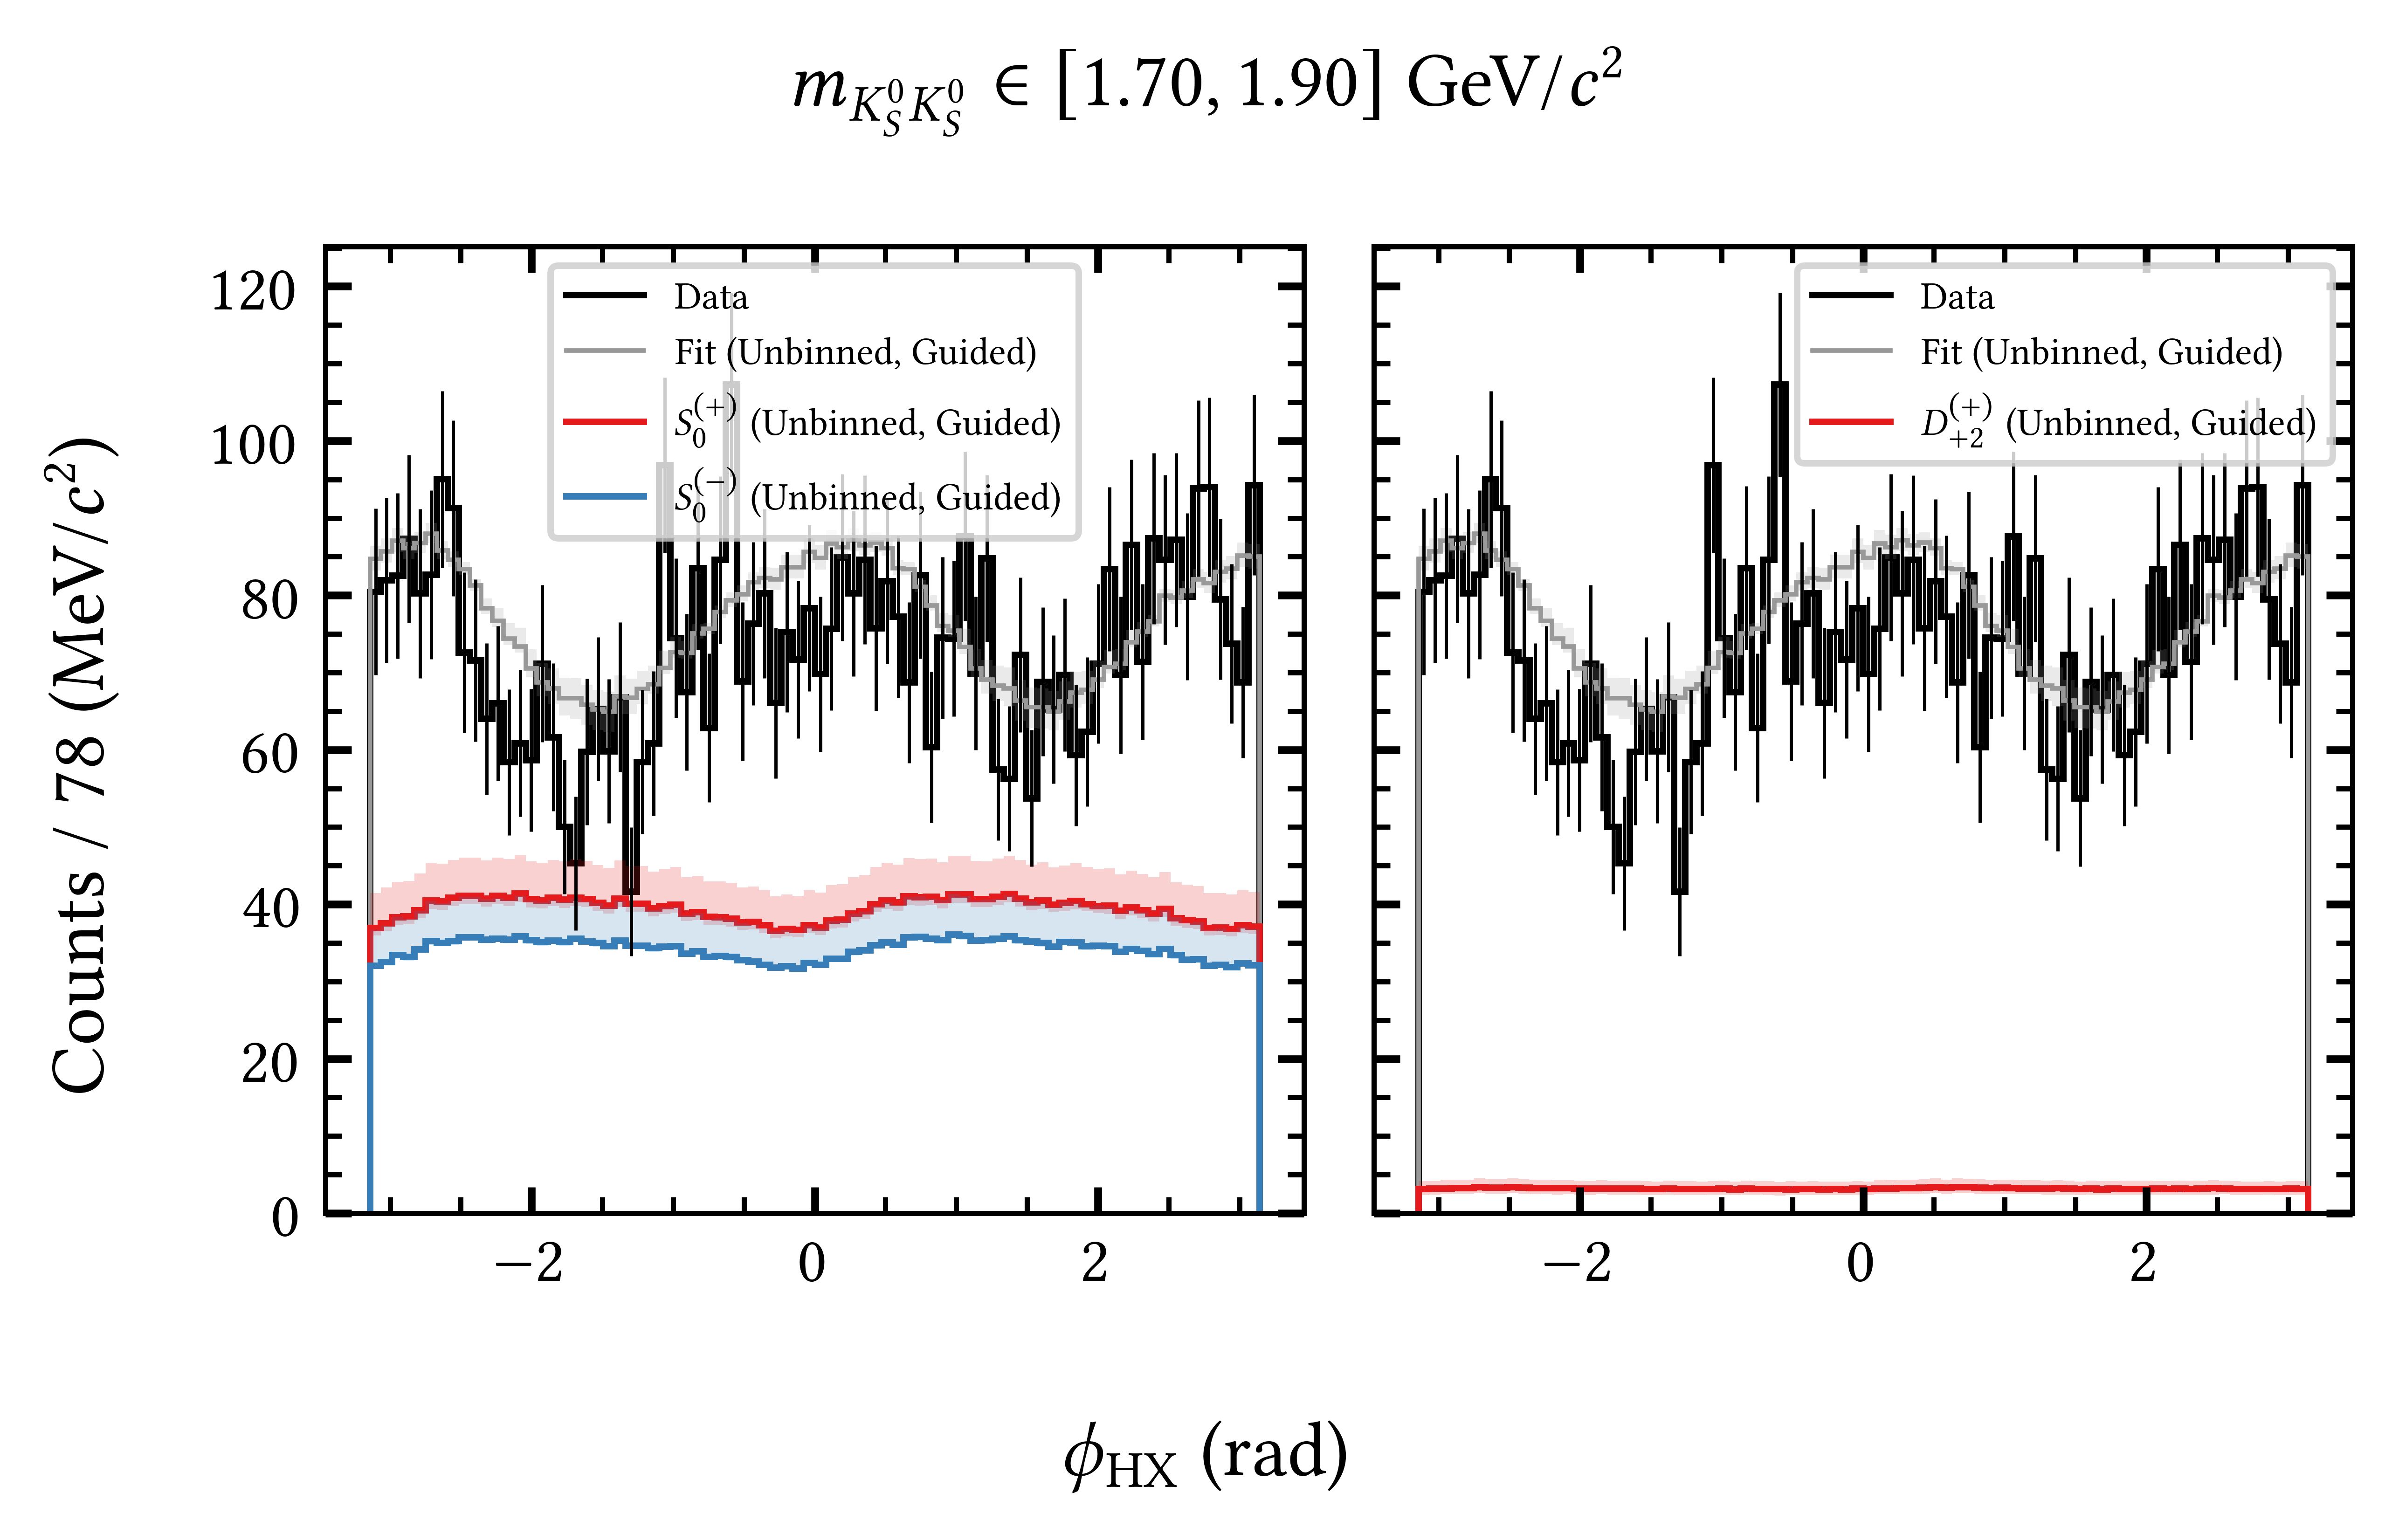 m_{K_S^0 K_S^0} ∈ [1.70, 1.90] GeV/c²
Counts / 78 (MeV/c²)
120
100
80
60
40
20
0
Data
Fit (Unbinned, Guided)
S_0^{(+)} (Unbinned, Guided)
S_0^{(−)} (Unbinned, Guided)
−2 0 2
Data
Fit (Unbinned, Guided)
D_{+2}^{(+)} (Unbinned, Guided)
−2 0 2
ϕ_{HX} (rad)